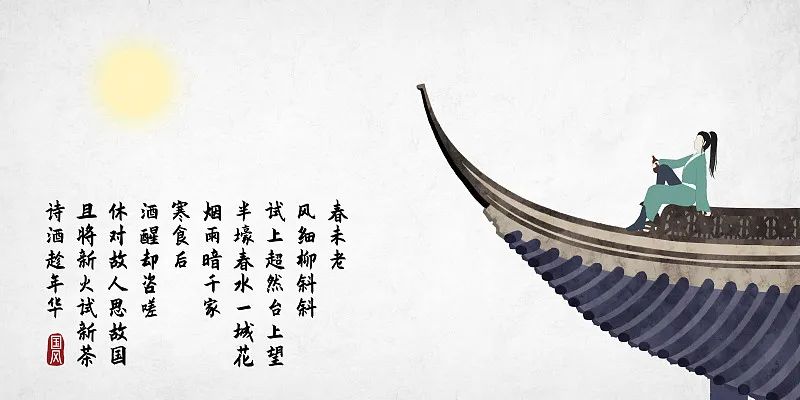 春未老
风细柳斜斜
试上超然台上望
半壕春水一城花
烟雨暗千家
寒食后
酒醒却咨嗟
休对故人思故国
且将新火试新茶
诗酒趁年华
国风